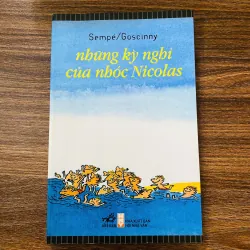 Sempé/Goscinny
những kỳ nghỉ
của nhóc Nicolas